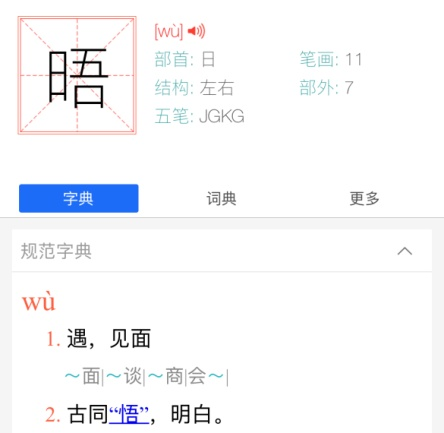 晤
[wù]
部首: 日 笔画: 11
结构: 左右 部外: 7
五笔: JGKG
字典 词典 更多
规范字典
wù
1. 遇，见面
～面|～谈|～商|会～|
2. 古同“悟”，明白。